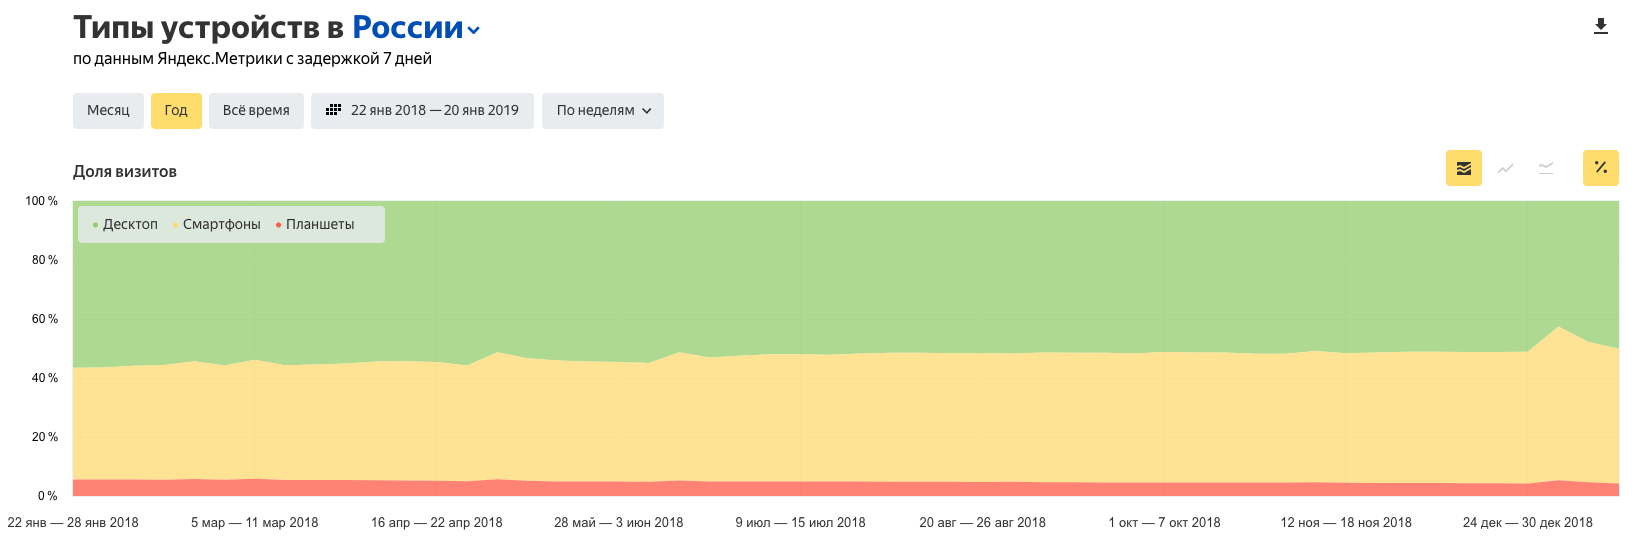 Типы устройств в России
по данным Яндекс.Метрики с задержкой 7 дней
Месяц Год Всё время 22 янв 2018 — 20 янв 2019 По неделям
Доля визитов
%
100 %
Десктоп Смартфоны Планшеты
80 %
60 %
40 %
20 %
0 %
22 янв — 28 янв 2018 5 мар — 11 мар 2018 16 апр — 22 апр 2018 28 май — 3 июн 2018 9 июл — 15 июл 2018 20 авг — 26 авг 2018 1 окт — 7 окт 2018 12 ноя — 18 ноя 2018 24 дек — 30 дек 2018